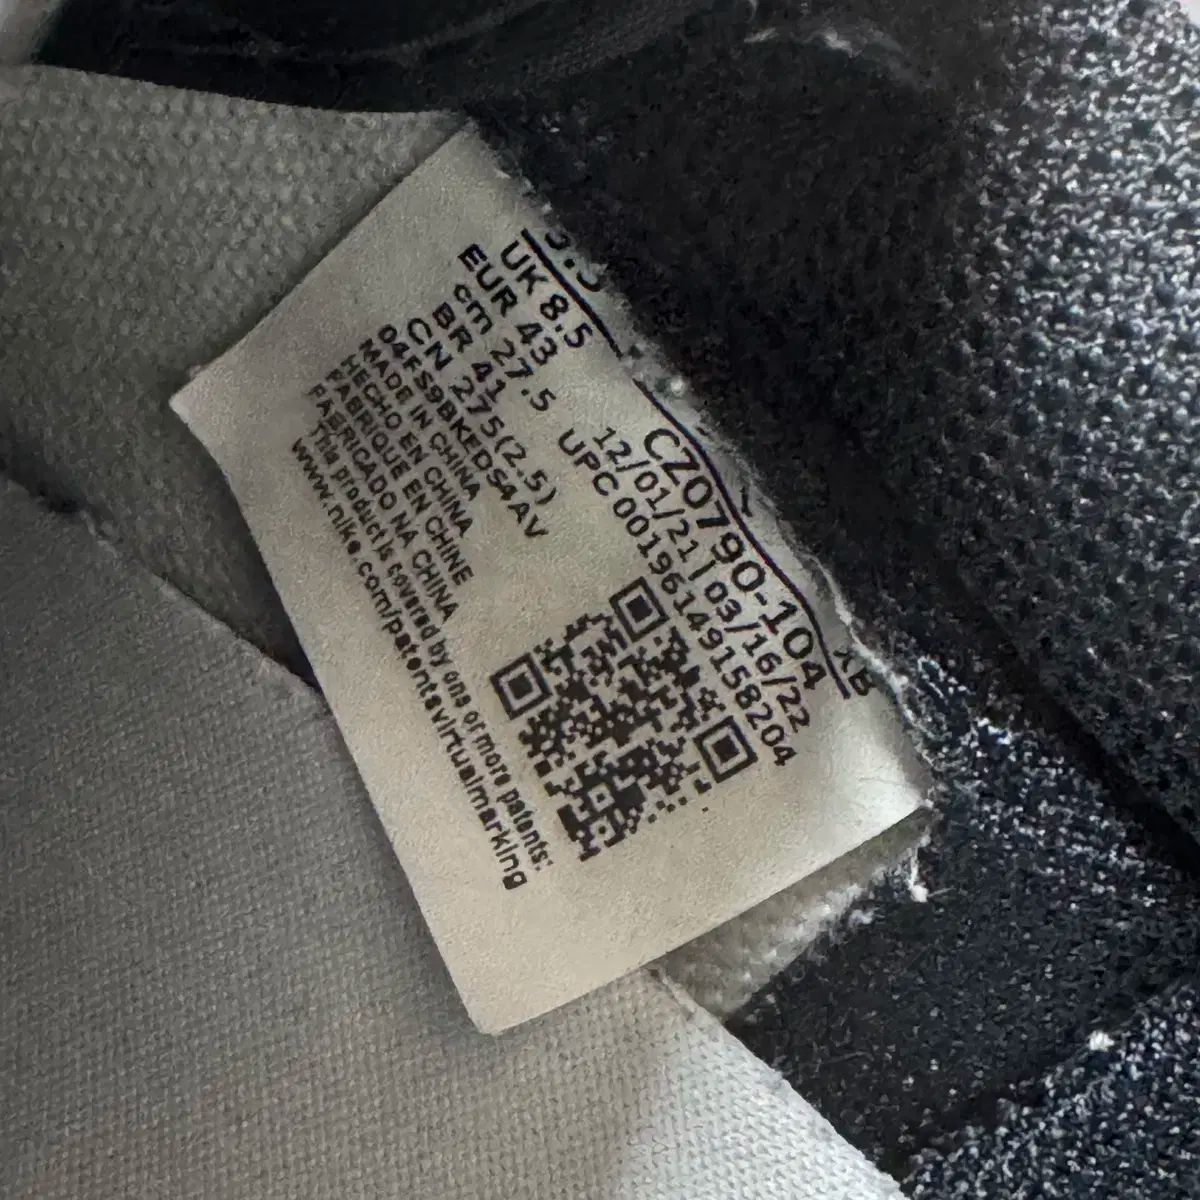 UK 8.5
EUR 43
cm 27.5
BR 41
CN 275(2.5)
04FS9BKEDS4AV
MADE IN CHINA
HECHO EN CHINA
FABRIQUE EN CHINE
FABRICADO NA CHINA
This product is covered by one or more patents:
www.nike.com/patentsvirtualmarking
XB
CZ0790-104
12/01/21 | 03/16/22
UPC 00196149158204